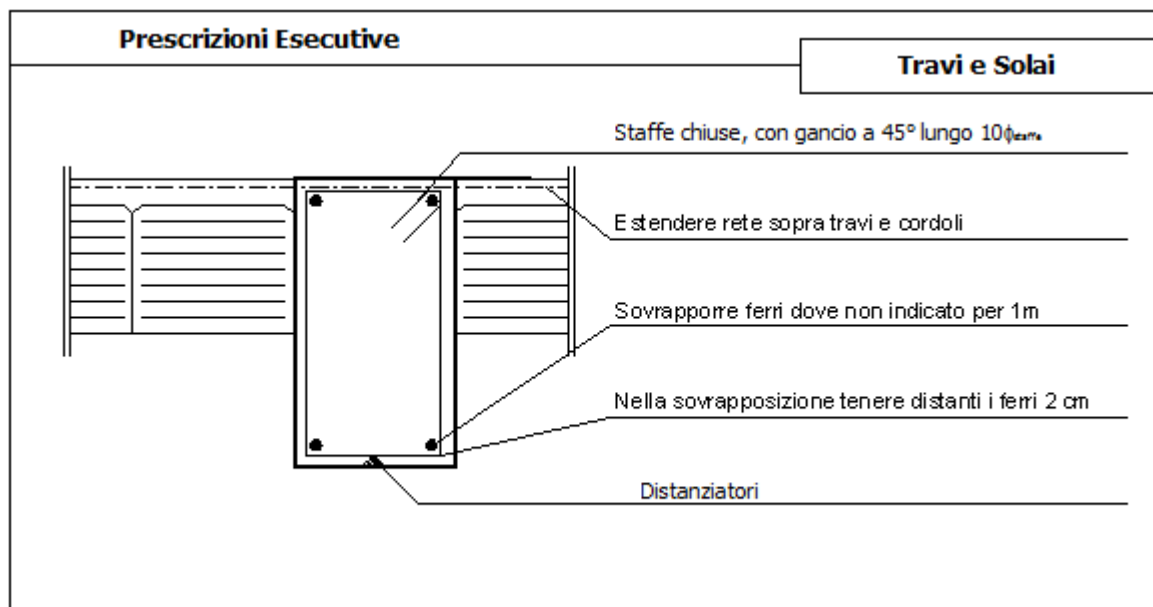 Prescrizioni Esecutive
Travi e Solai
Staffe chiuse, con gancio a 45° lungo 10ϕstaffa
Estendere rete sopra travi e cordoli
Sovrapporre ferri dove non indicato per 1m
Nella sovrapposizione tenere distanti i ferri 2 cm
Distanziatori